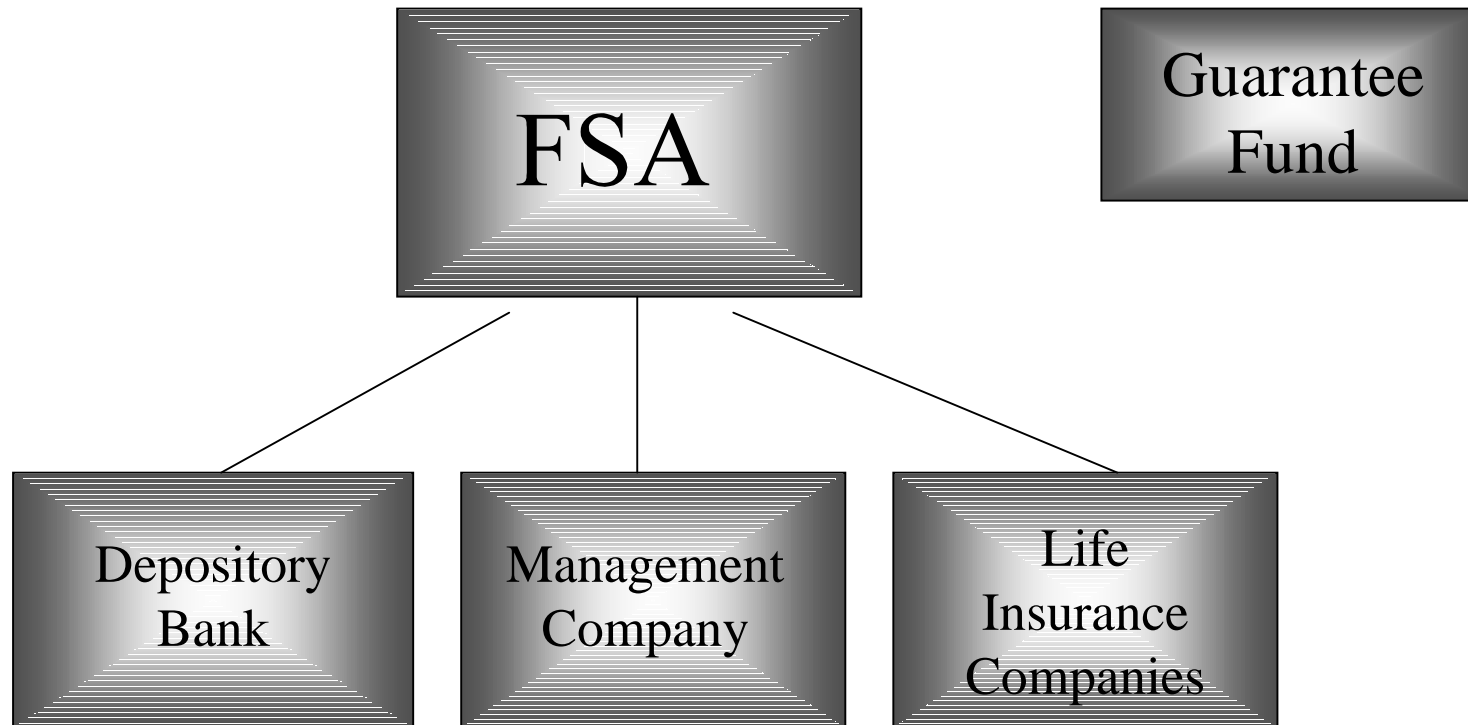 FSA
Guarantee
Fund
Depository
Bank
Management
Company
Life
Insurance
Companies